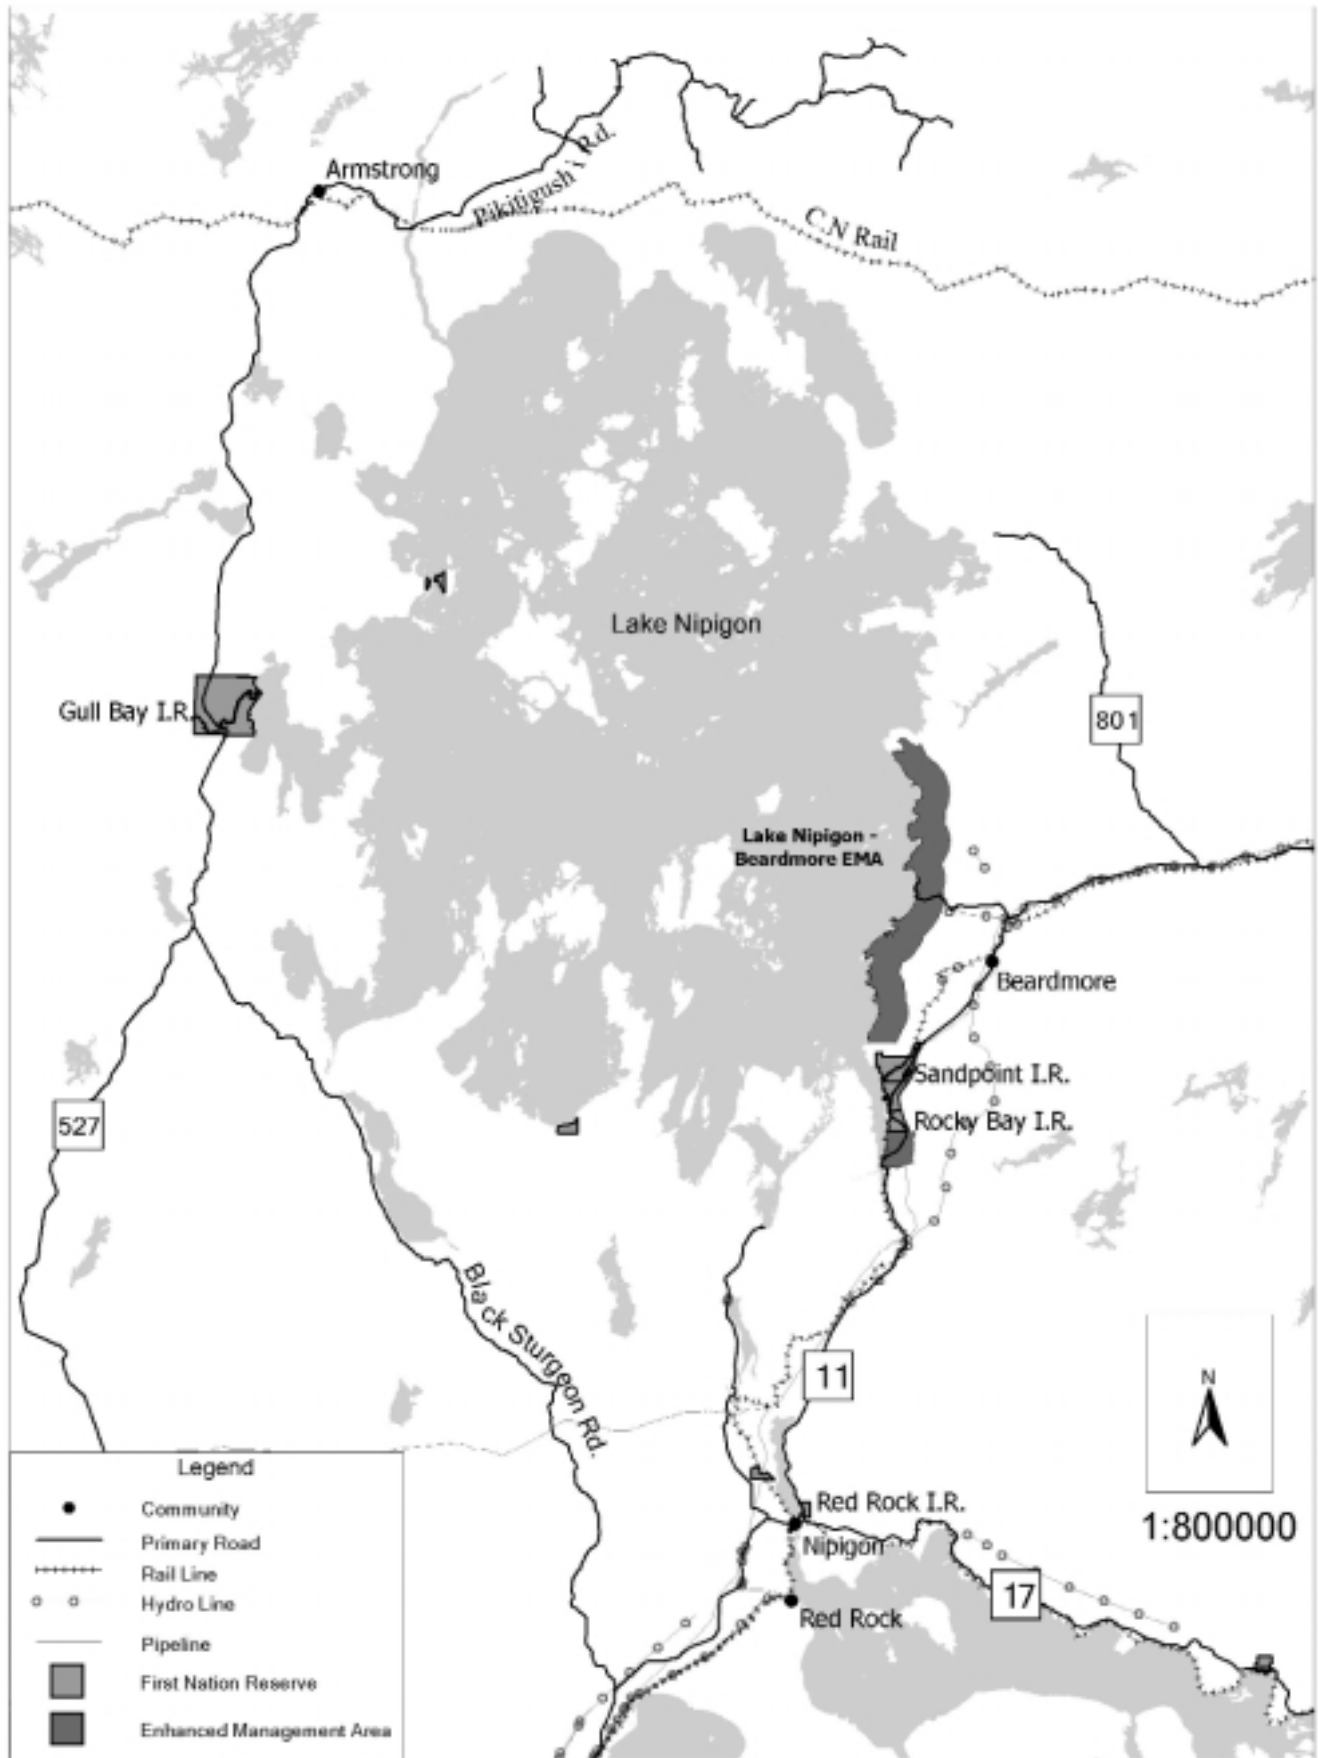 Armstrong
Pikitigush Rd.
C.N Rail
Lake Nipigon
Gull Bay I.R.
801
Lake Nipigon -
Beardmore EMA
Beardmore
Sandpoint I.R.
Rocky Bay I.R.
527
Black Sturgeon Rd.
11
N
1:800000
Red Rock I.R.
Nipigon
17
Red Rock
Legend
Community
Primary Road
Rail Line
Hydro Line
Pipeline
First Nation Reserve
Enhanced Management Area